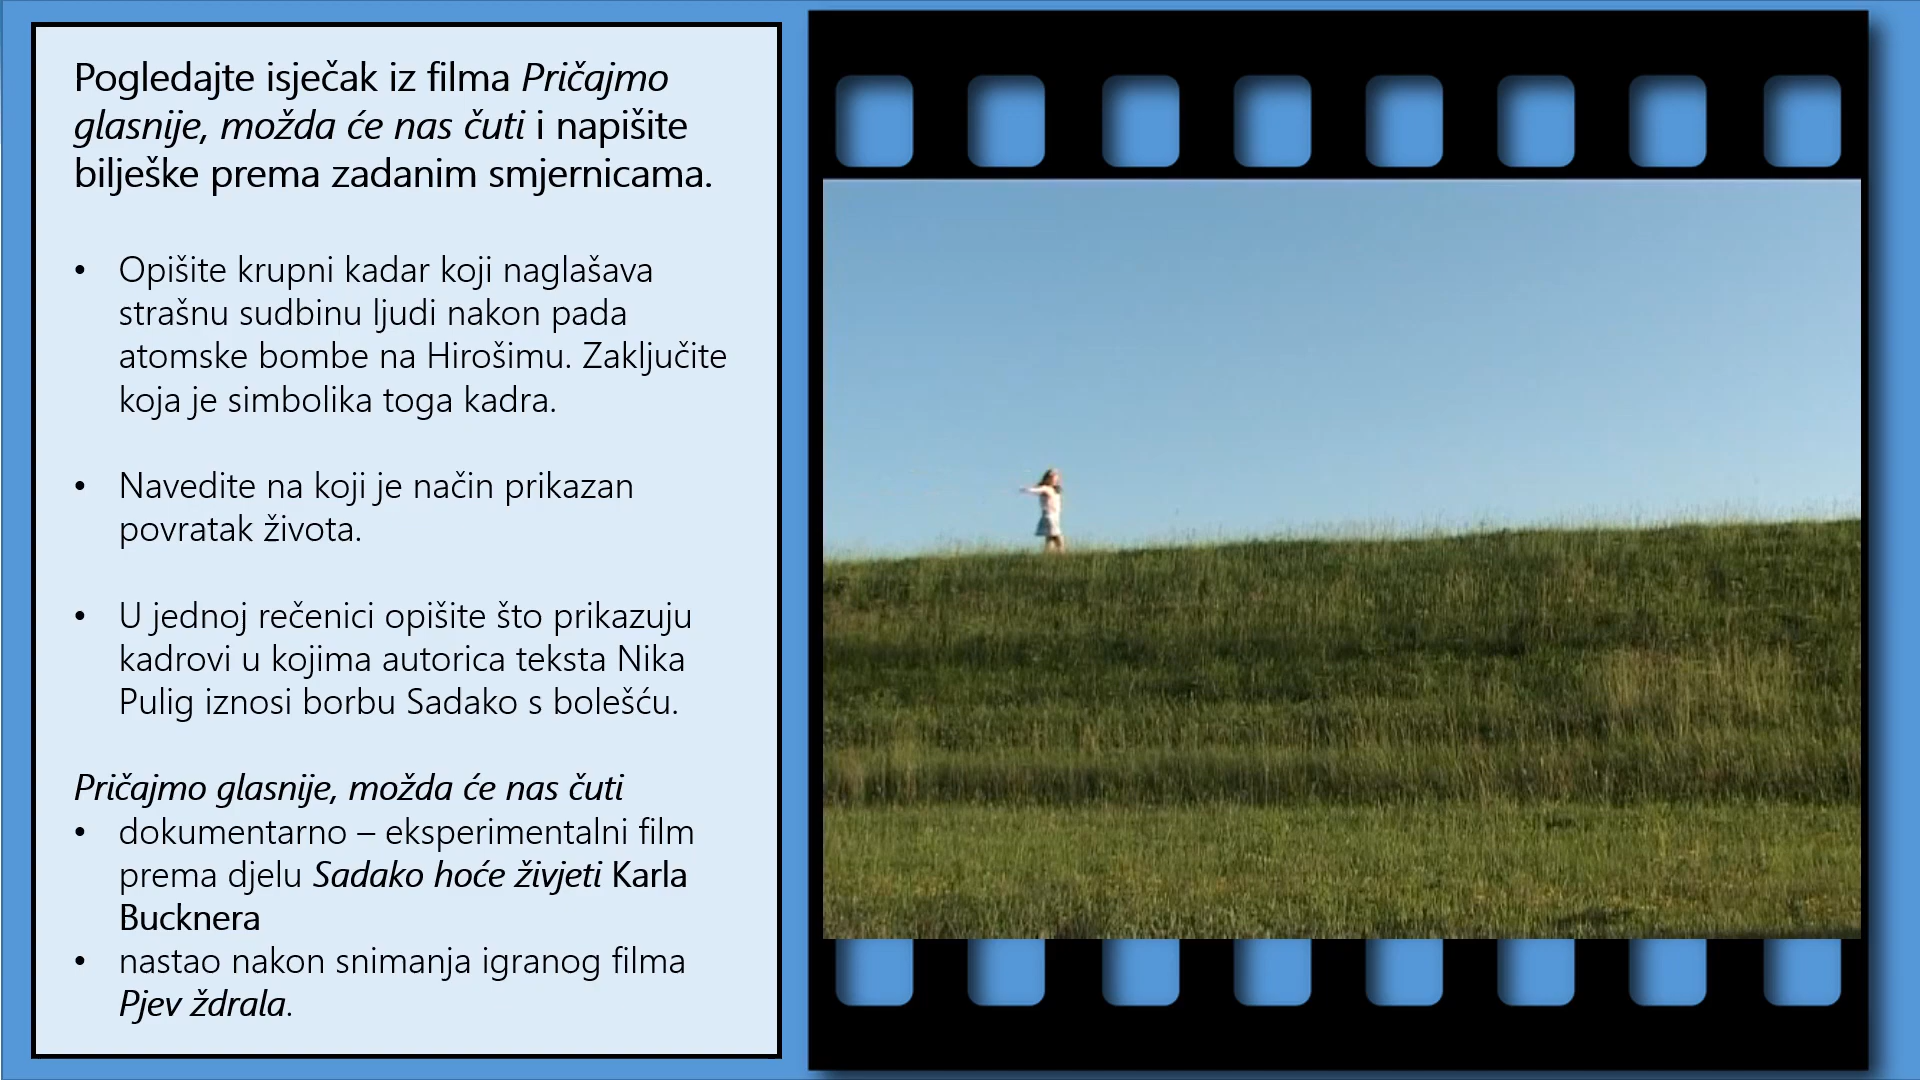 Pogledajte isječak iz filma Pričajmo
glasnije, možda će nas čuti i napišite
bilješke prema zadanim smjernicama.
• Opišite krupni kadar koji naglašava
strašnu sudbinu ljudi nakon pada
atomske bombe na Hirošimu. Zaključite
koja je simbolika toga kadra.
• Navedite na koji je način prikazan
povratak života.
• U jednoj rečenici opišite što prikazuju
kadrovi u kojima autorica teksta Nika
Pulig iznosi borbu Sadako s bolešću.
Pričajmo glasnije, možda će nas čuti
• dokumentarno – eksperimentalni film
prema djelu Sadako hoće živjeti Karla
Bucknera
• nastao nakon snimanja igranog filma
Pjev ždrala.